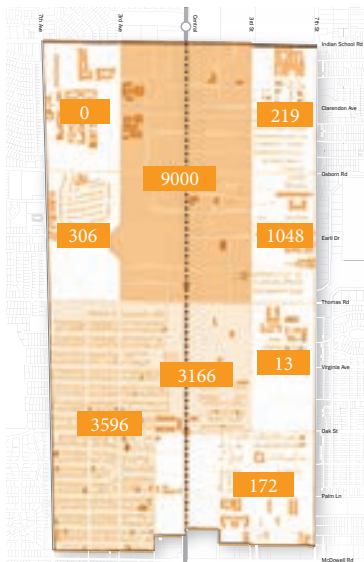 7th Ave
3rd Ave
Central
3rd St
7th St
Indian School Rd
0
219
Clarendon Ave
9000
Osborn Rd
306
1048
Earll Dr
Thomas Rd
13
3166
Virginia Ave
3596
Oak St
172
Palm Ln
McDowell Rd